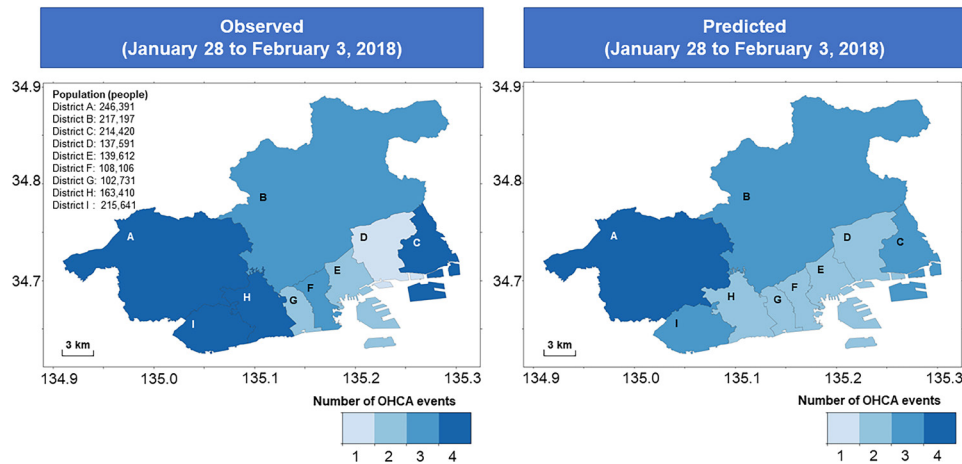 Observed
(January 28 to February 3, 2018)
Predicted
(January 28 to February 3, 2018)
34.9
34.8
34.7
Population (people)
District A: 246,391
District B: 217,197
District C: 214,420
District D: 137,591
District E: 139,612
District F: 108,106
District G: 102,731
District H: 163,410
District I : 215,641
B
A
D
C
E
H
F
G
I
3 km
134.9 135.0 135.1 135.2 135.3
Number of OHCA events
1 2 3 4
34.9
34.8
34.7
B
A
D
C
E
H
F
G
I
3 km
134.9 135.0 135.1 135.2 135.3
Number of OHCA events
1 2 3 4